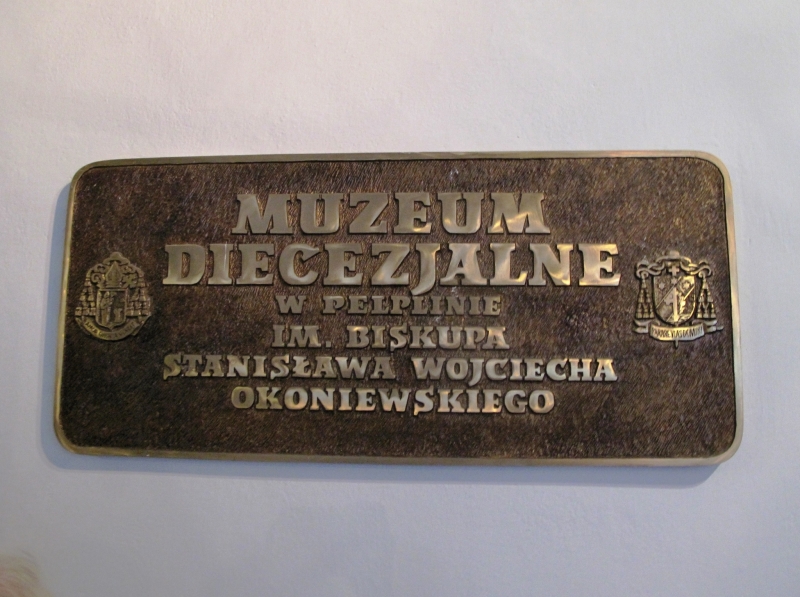 MUZEUM
DIECEZJALNE
W PELPLINIE
IM. BISKUPA
STANISŁAWA WOJCIECHA
OKONIEWSKIEGO